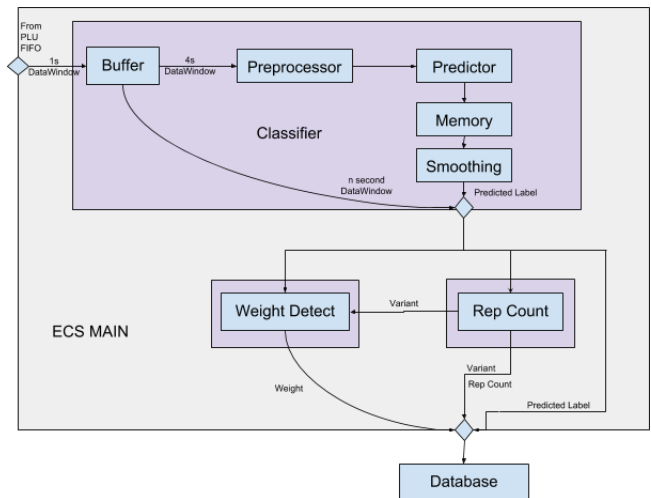 From
PLU
FIFO
1s
DataWindow
Buffer
4s
DataWindow
Preprocessor
Predictor
Classifier
Memory
Smoothing
n second
DataWindow
Predicted Label
Weight Detect
Variant
Rep Count
ECS MAIN
Variant
Rep Count
Weight
Predicted Label
Database